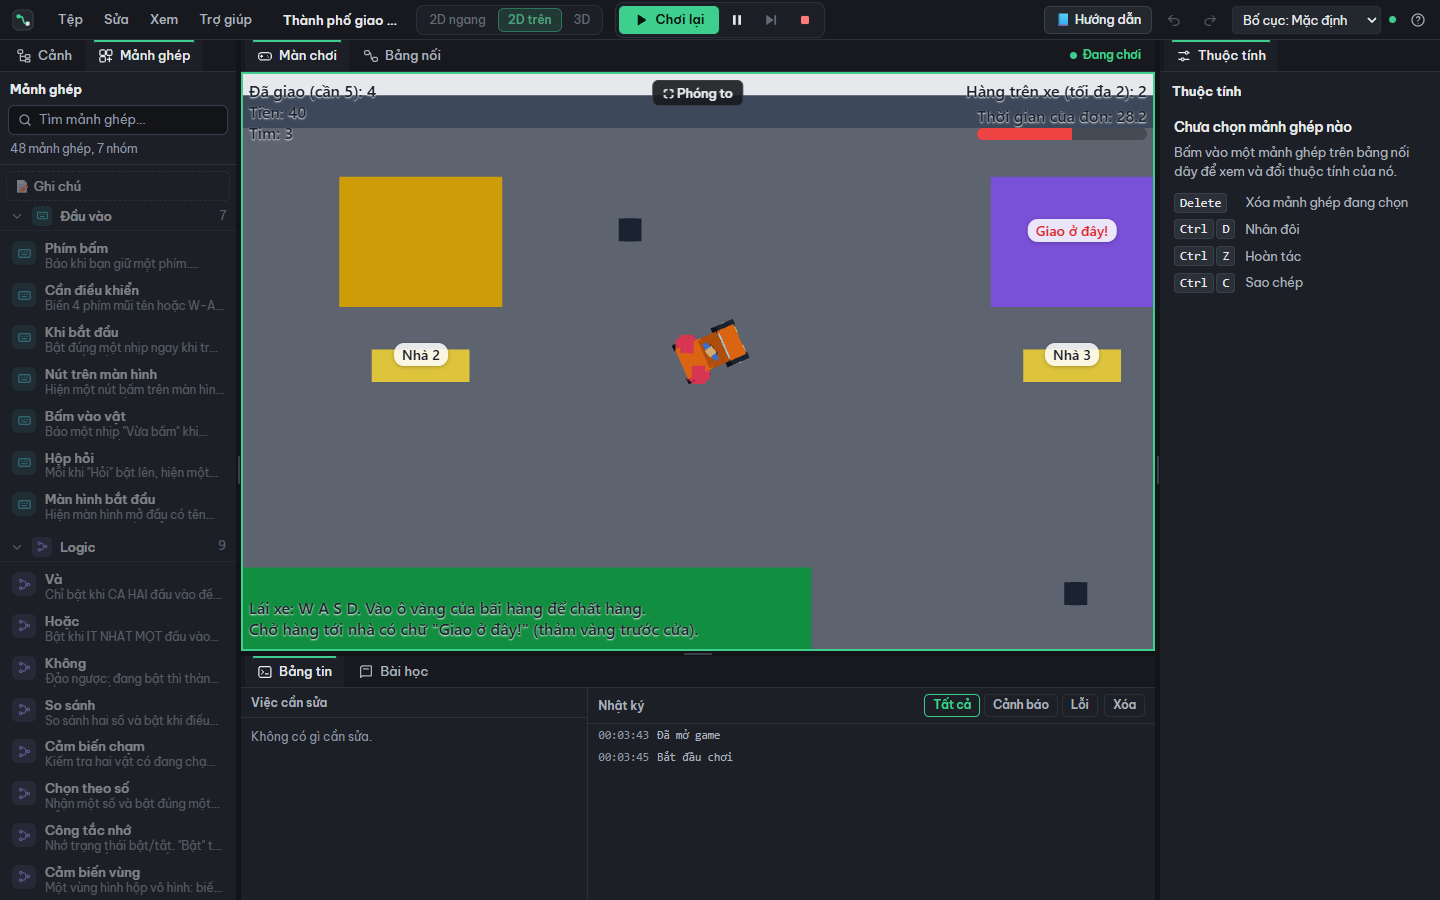 Tệp
Sửa
Xem
Trợ giúp
Thành phố giao ...
2D ngang
2D trên
3D
Chơi lại
Hướng dẫn
Bố cục: Mặc định
Cảnh
Mảnh ghép
Màn chơi
Bảng nối
Đang chơi
Thuộc tính
Mảnh ghép
Tìm mảnh ghép...
48 mảnh ghép, 7 nhóm
Ghi chú
Đầu vào
7
Phím bấm
Báo khi bạn giữ một phím....
Cần điều khiển
Biến 4 phím mũi tên hoặc W-A...
Khi bắt đầu
Bật đúng một nhịp ngay khi tr...
Nút trên màn hình
Hiện một nút bấm trên màn hìn...
Bấm vào vật
Báo một nhịp "Vừa bấm" khi...
Hộp hỏi
Mỗi khi "Hỏi" bật lên, hiện một...
Màn hình bắt đầu
Hiện màn hình mở đầu có tên...
Logic
9
Và
Chỉ bật khi CẢ HAI đầu vào đề...
Hoặc
Bật khi ÍT NHẤT MỘT đầu vào...
Không
Đảo ngược: đang bật thì thàn...
So sánh
So sánh hai số và bật khi điều...
Cảm biến chạm
Kiểm tra hai vật có đang chạ...
Chọn theo số
Nhận một số và bật đúng một...
Công tắc nhớ
Nhớ trạng thái bật/tắt. "Bật" t...
Cảm biến vùng
Một vùng hình hộp vô hình: biế...
Đã giao (cần 5): 4
Tiền: 40
Tim: 3
Phóng to
Hàng trên xe (tối đa 2): 2
Thời gian của đơn: 28.2
Giao ở đây!
Nhà 2
Nhà 3
Lái xe: W A S D. Vào ô vàng của bãi hàng để chất hàng.
Chở hàng tới nhà có chữ "Giao ở đây!" (thảm vàng trước cửa).
Bảng tin
Bài học
Việc cần sửa
Không có gì cần sửa.
Nhật ký
Tất cả
Cảnh báo
Lỗi
Xóa
00:03:43 Đã mở game
00:03:45 Bắt đầu chơi
Thuộc tính
Chưa chọn mảnh ghép nào
Bấm vào một mảnh ghép trên bảng nối
dây để xem và đổi thuộc tính của nó.
Delete Xóa mảnh ghép đang chọn
Ctrl D Nhân đôi
Ctrl Z Hoàn tác
Ctrl C Sao chép